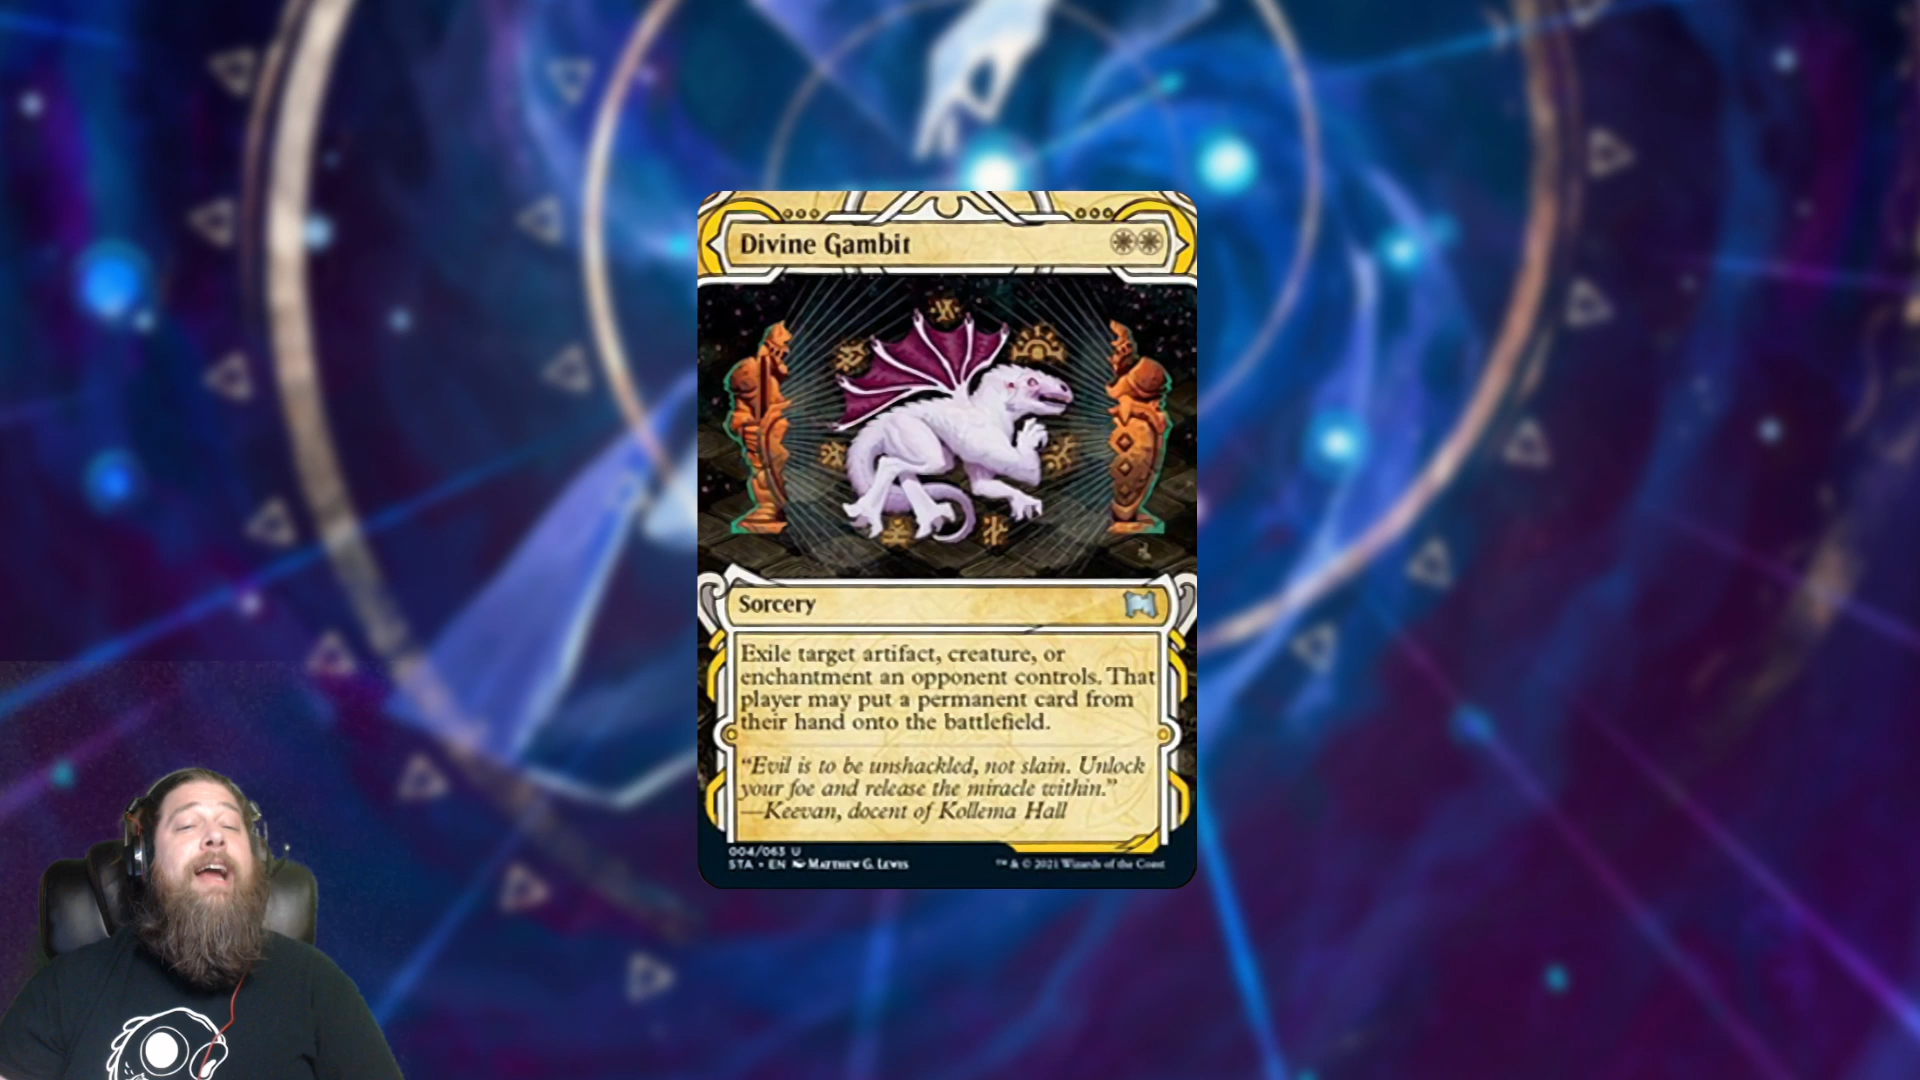 Divine Gambit
Sorcery
Exile target artifact, creature, or
enchantment an opponent controls. That
player may put a permanent card from
their hand onto the battlefield.
“Evil is to be unshackled, not slain. Unlock
your foe and release the miracle within.”
—Keevan, docent of Kollema Hall
004/063 U
STA • EN Matthew G. Lewis
™ & © 2021 Wizards of the Coast